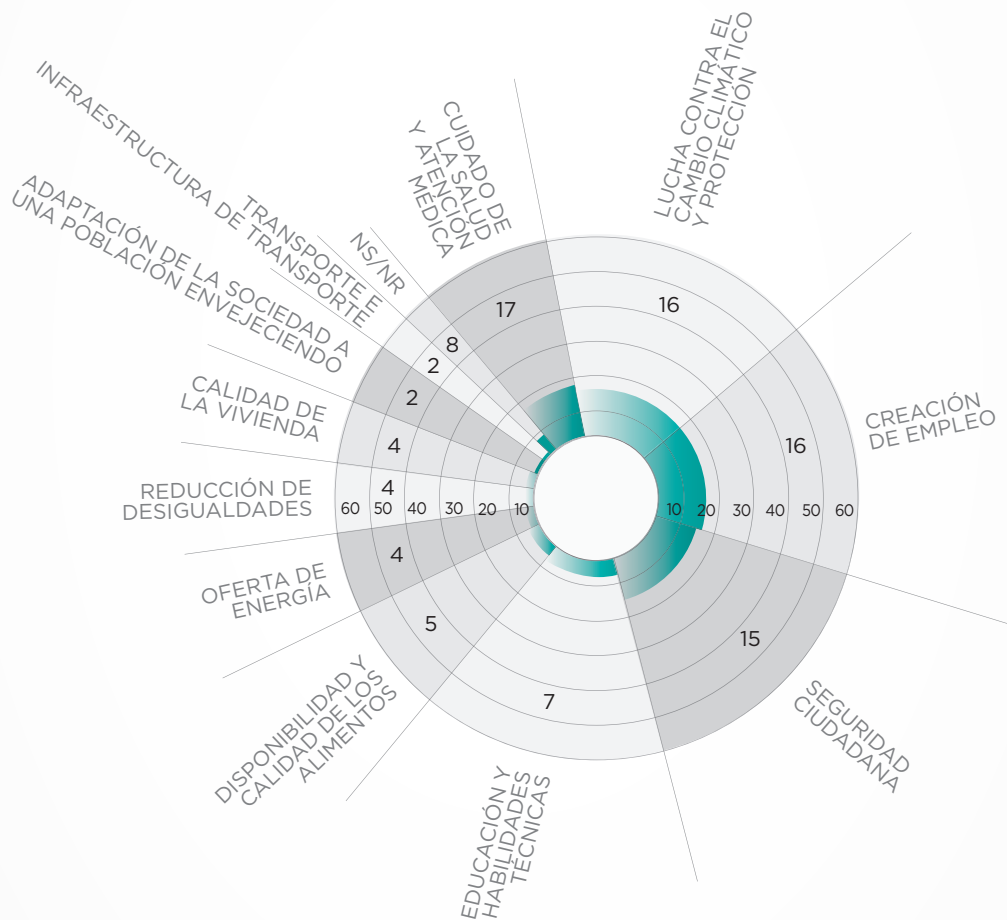 LUCHA CONTRA EL
CAMBIO CLIMÁTICO
Y PROTECCIÓN
16
CREACIÓN
DE EMPLEO
16
SEGURIDAD
CIUDADANA
15
EDUCACIÓN Y
HABILIDADES
TÉCNICAS
7
DISPONIBILIDAD Y
CALIDAD DE LOS
ALIMENTOS
5
OFERTA DE
ENERGÍA
4
REDUCCIÓN DE
DESIGUALDADES
4
CALIDAD DE
LA VIVIENDA
4
ADAPTACIÓN DE LA SOCIEDAD A
UNA POBLACIÓN ENVEJECIENDO
2
TRANSPORTE E
INFRAESTRUCTURA DE TRANSPORTE
2
NS/NR
8
CUIDADO DE
LA SALUD
Y ATENCIÓN
MÉDICA
17
60 50 40 30 20 10
10 20 30 40 50 60